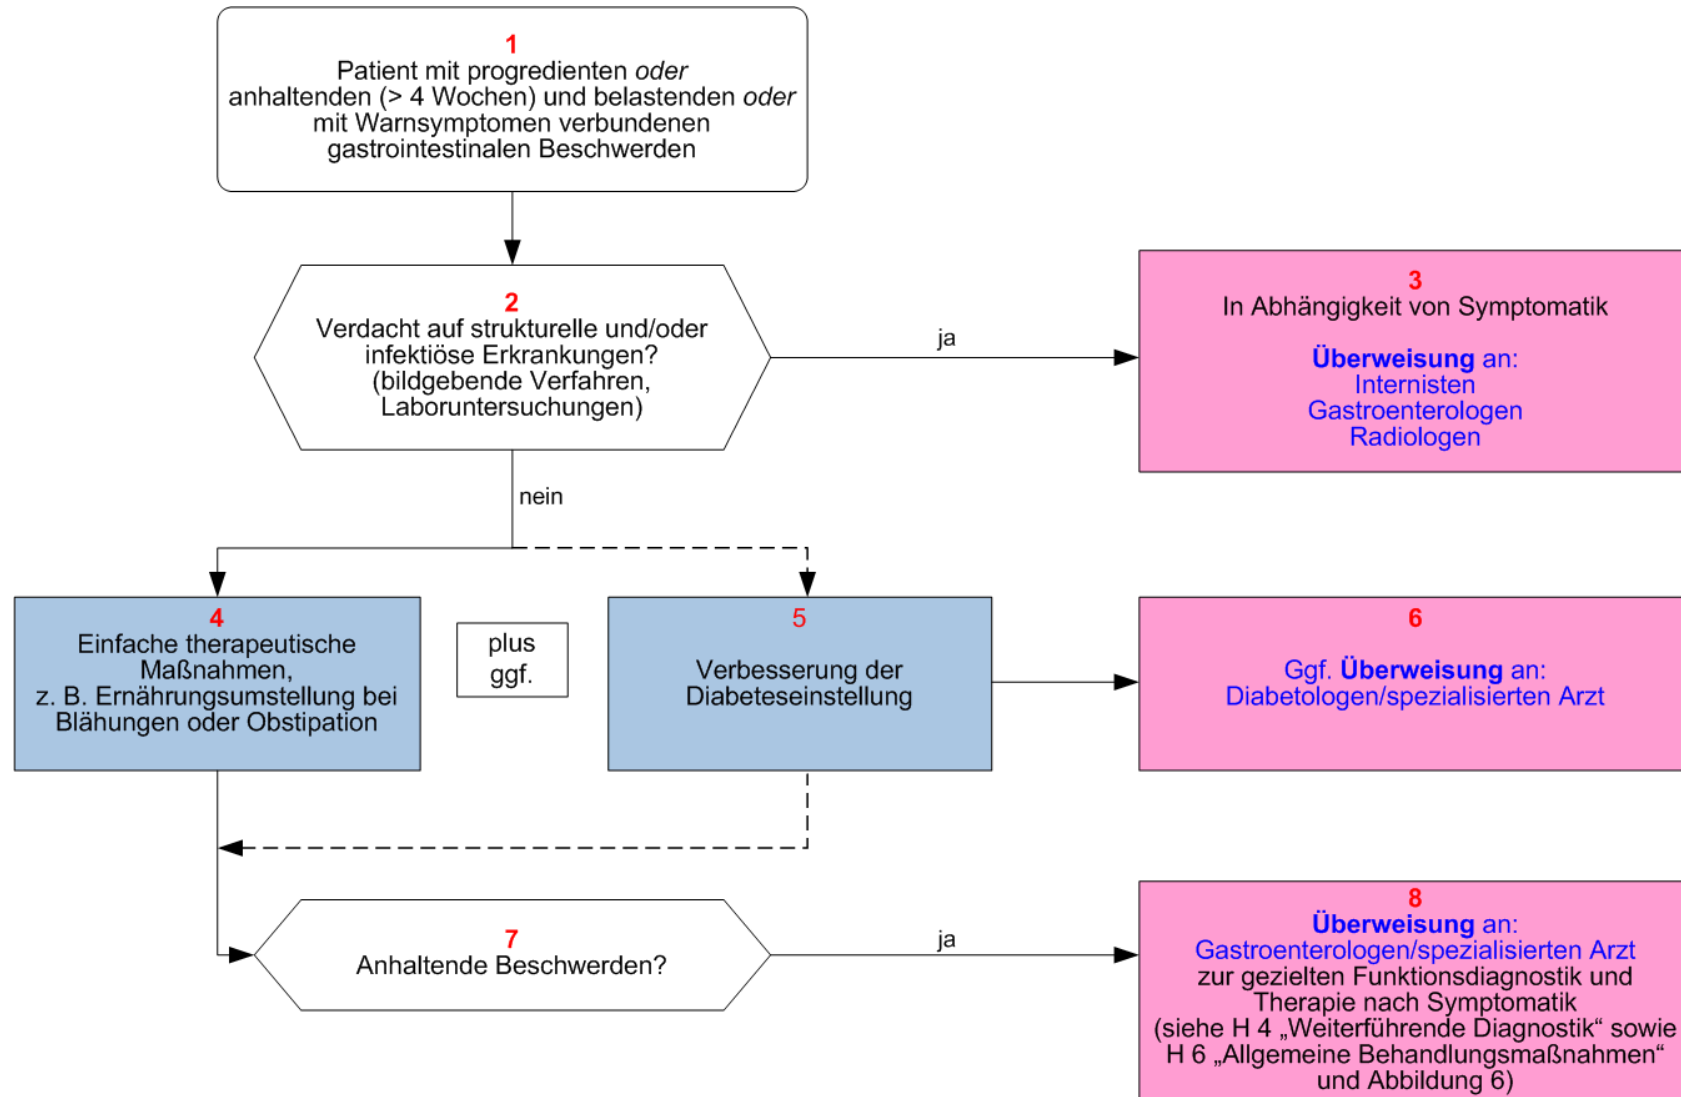 1
Patient mit progredienten oder
anhaltenden (> 4 Wochen) und belastenden oder
mit Warnsymptomen verbundenen
gastrointestinalen Beschwerden
2
Verdacht auf strukturelle und/oder
infektiöse Erkrankungen?
(bildgebende Verfahren,
Laboruntersuchungen)
ja
3
In Abhängigkeit von Symptomatik
Überweisung an:
Internisten
Gastroenterologen
Radiologen
nein
4
Einfache therapeutische
Maßnahmen,
z. B. Ernährungsumstellung bei
Blähungen oder Obstipation
plus
ggf.
5
Verbesserung der
Diabeteseinstellung
6
Ggf. Überweisung an:
Diabetologen/spezialisierten Arzt
7
Anhaltende Beschwerden?
ja
8
Überweisung an:
Gastroenterologen/spezialisierten Arzt
zur gezielten Funktionsdiagnostik und
Therapie nach Symptomatik
(siehe H 4 „Weiterführende Diagnostik“ sowie
H 6 „Allgemeine Behandlungsmaßnahmen“
und Abbildung 6)